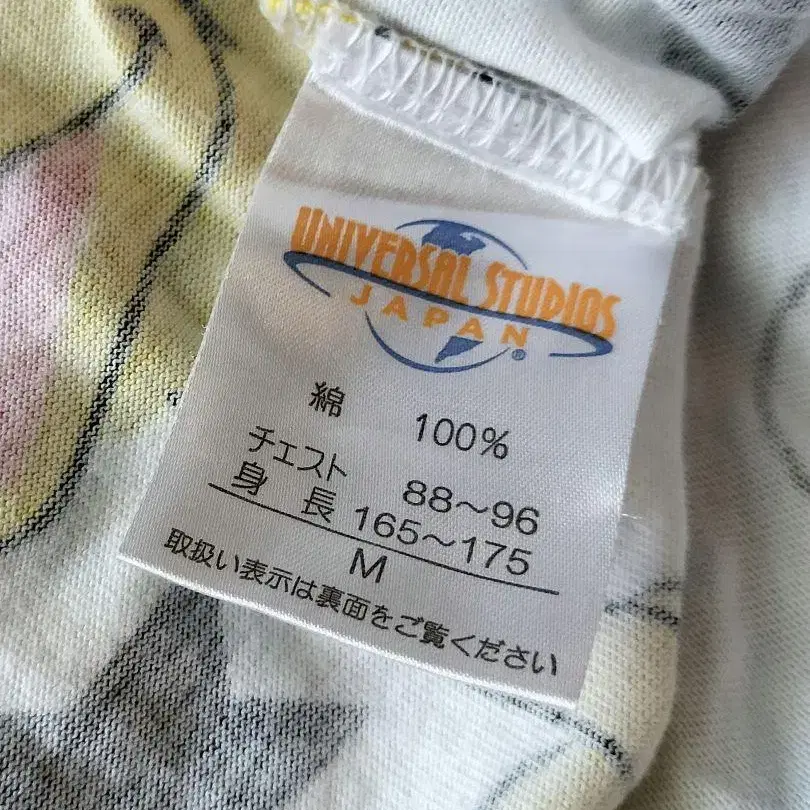 UNIVERSAL STUDIOS
JAPAN ®
綿 100%
チェスト 88～96
身長 165～175
M
取扱い表示は裏面をご覧ください